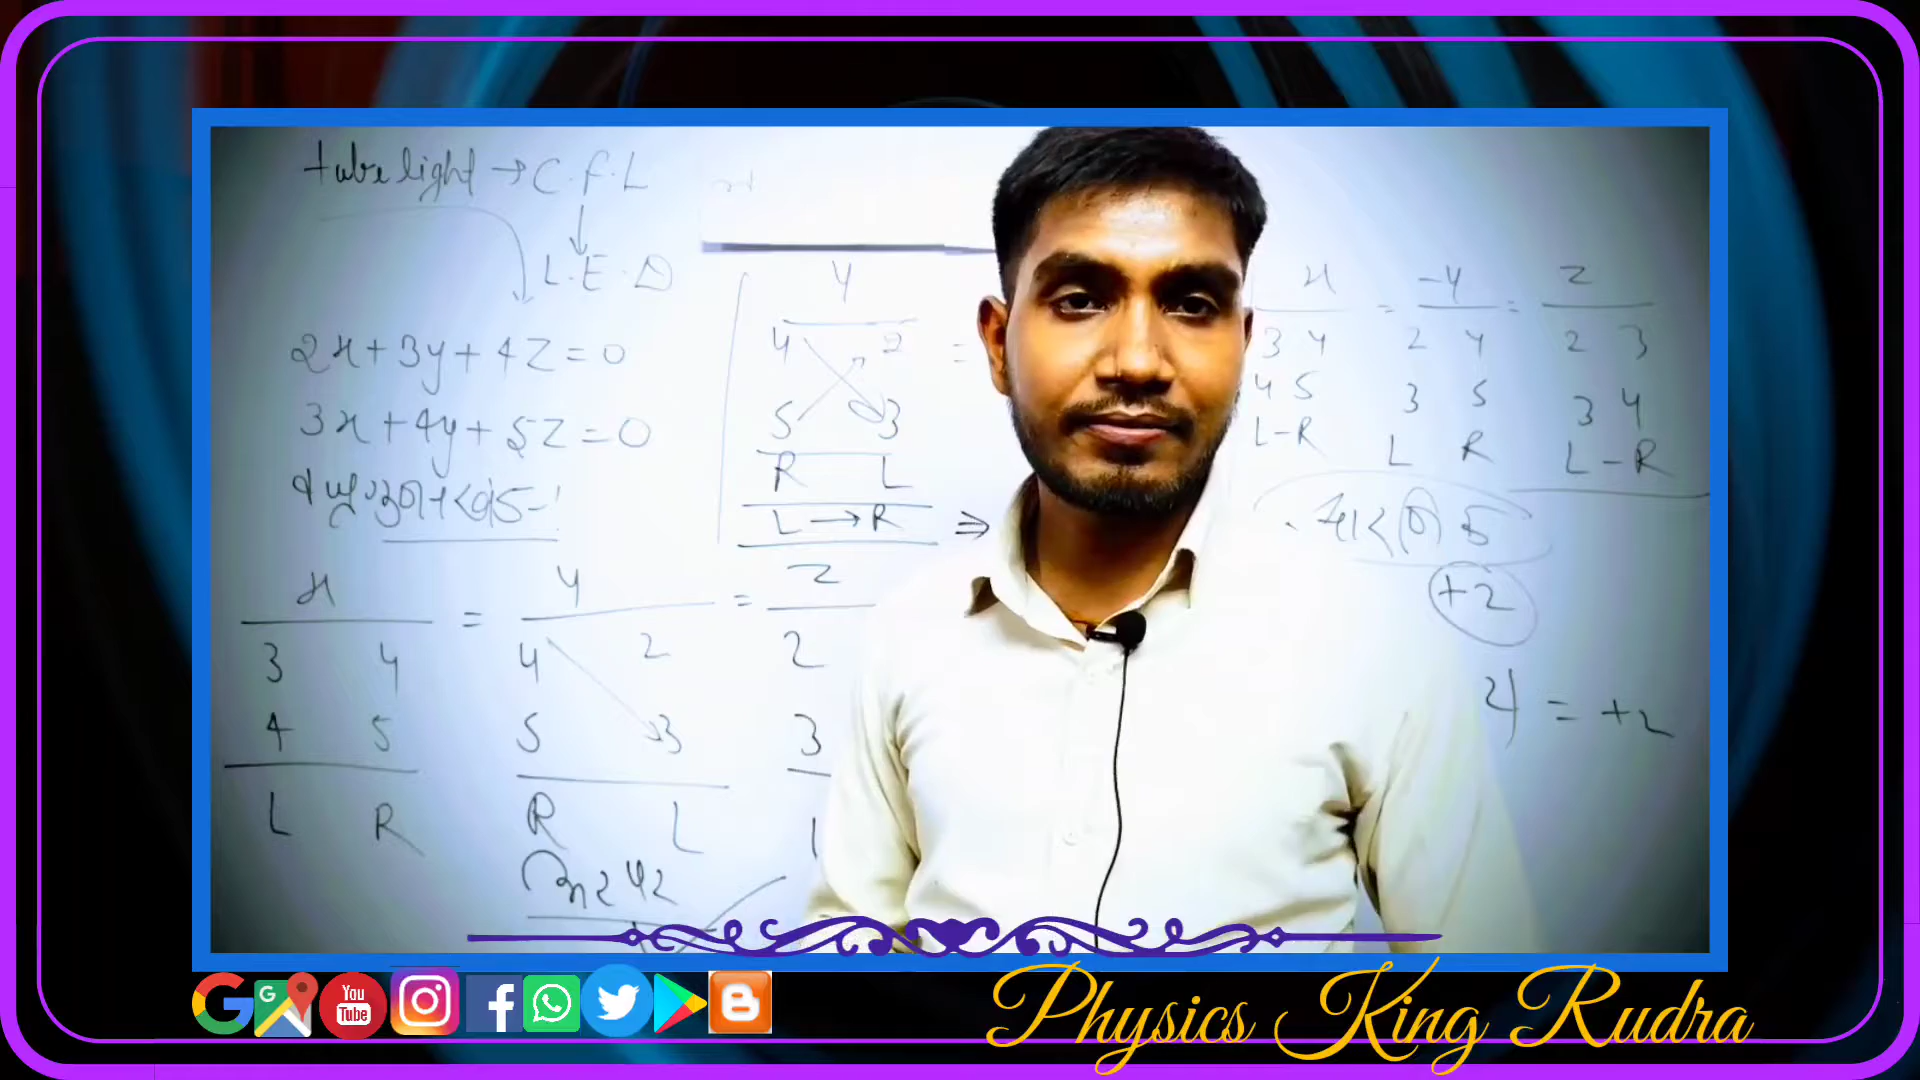 tube light → C.F.L
L.E.D
2x+3y+4z=0
3x+4y+5z=0
x = y = z
3 4 4 2 2
4 5 5 3 3
L R R L
y
4 2 =
5 3
R L
L → R ⇒
x = -y = z
3 4 2 4 2 3
4 5 3 5 3 4
L-R L R L-R
+2
= +2
You
Tube
Physics King Rudra